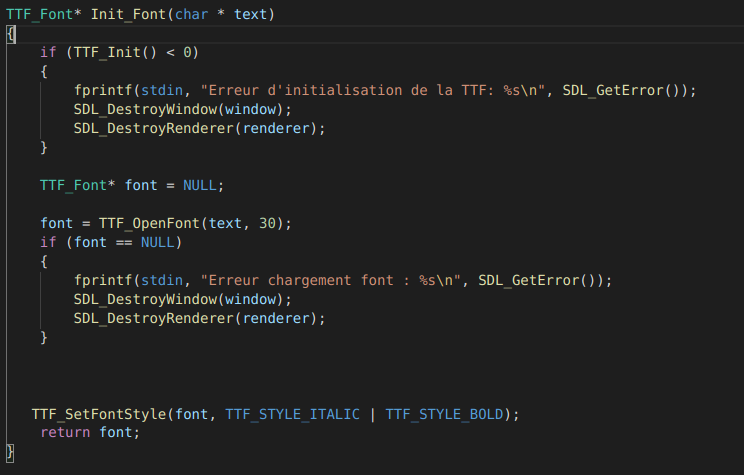 TTF_Font* Init_Font(char * text)
{
    if (TTF_Init() < 0)
    {
        fprintf(stdin, "Erreur d'initialisation de la TTF: %s\n", SDL_GetError());
        SDL_DestroyWindow(window);
        SDL_DestroyRenderer(renderer);
    }
    TTF_Font* font = NULL;
    font = TTF_OpenFont(text, 30);
    if (font == NULL)
    {
        fprintf(stdin, "Erreur chargement font : %s\n", SDL_GetError());
        SDL_DestroyWindow(window);
        SDL_DestroyRenderer(renderer);
    }
   TTF_SetFontStyle(font, TTF_STYLE_ITALIC | TTF_STYLE_BOLD);
    return font;
}